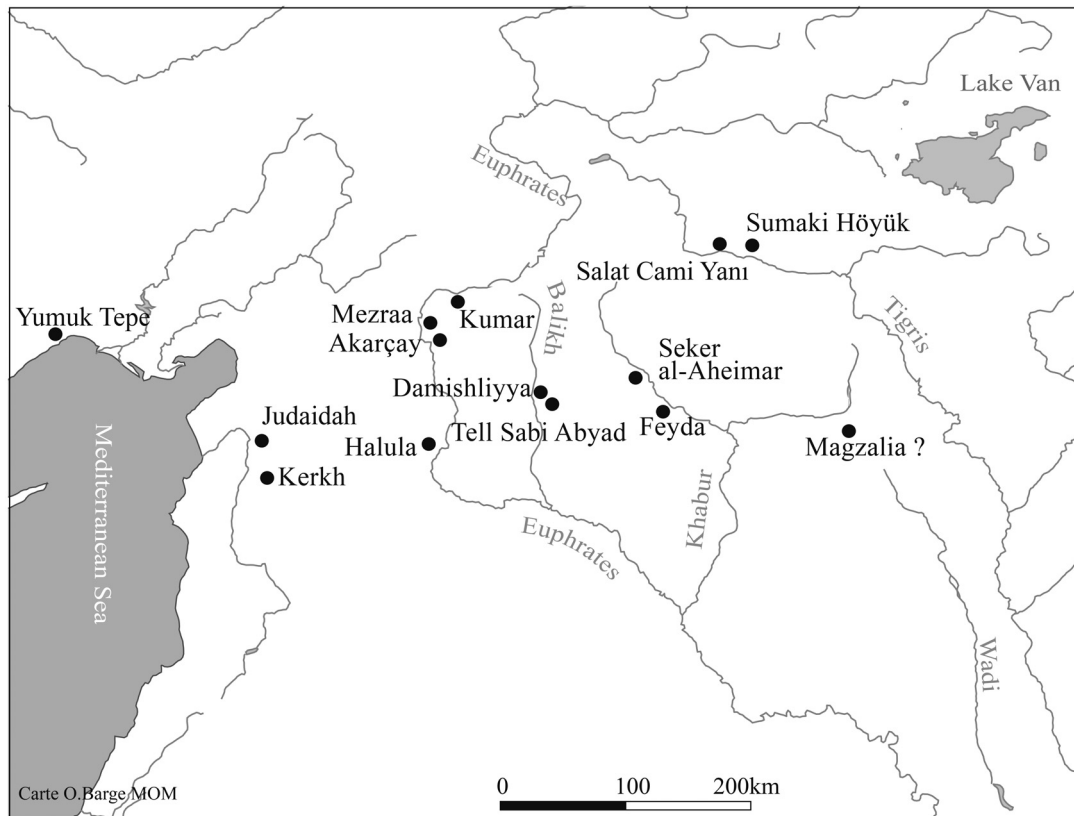 Lake Van
Euphrates
Sumaki Höyük
Salat Cami Yanı
Balikh
Tigris
Yumuk Tepe
Mezraa
Kumar
Akarçay
Seker
al-Aheimar
Damishliyya
Judaidah
Tell Sabi Abyad
Feyda
Halula
Magzalia ?
Kerkh
Mediterranean Sea
Khabur
Euphrates
Wadi
0 100 200km
Carte O.Barge MOM